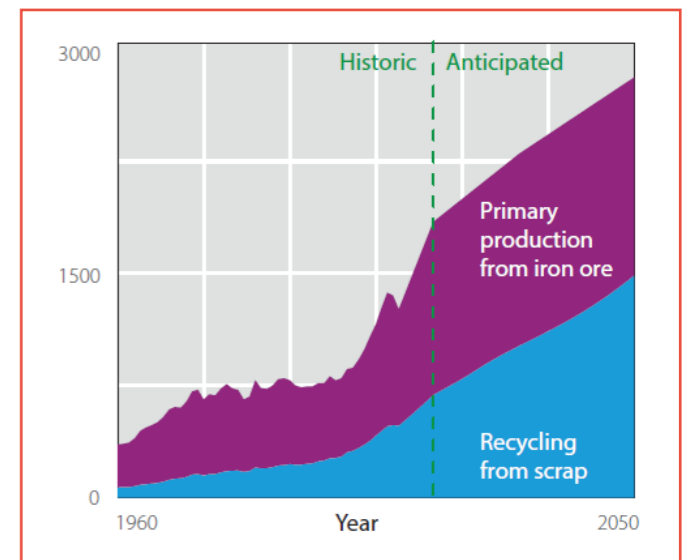 3000
Historic
Anticipated
Primary
production
from iron ore
1500
Recycling
from scrap
0
1960
Year
2050